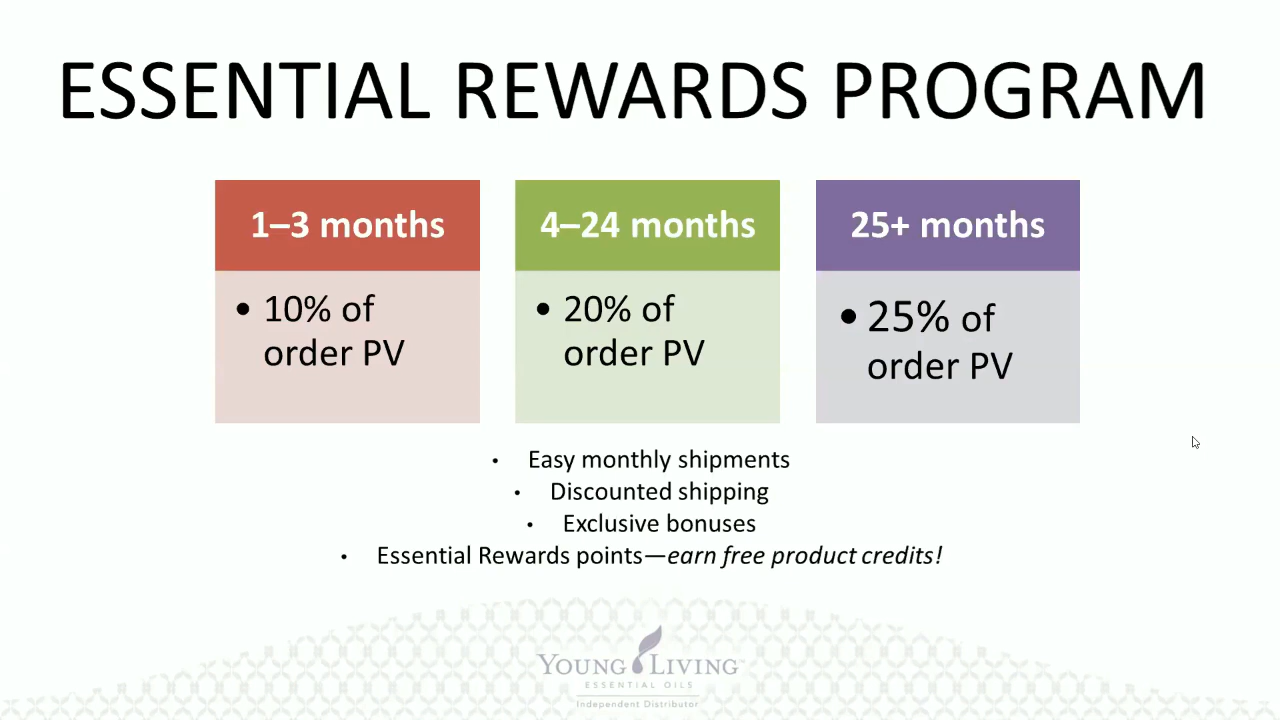 ESSENTIAL REWARDS PROGRAM
1–3 months
• 10% of
order PV
4–24 months
• 20% of
order PV
25+ months
• 25% of
order PV
• Easy monthly shipments
• Discounted shipping
• Exclusive bonuses
• Essential Rewards points—earn free product credits!
YOUNG LIVING
ESSENTIAL OILS
Independent Distributor